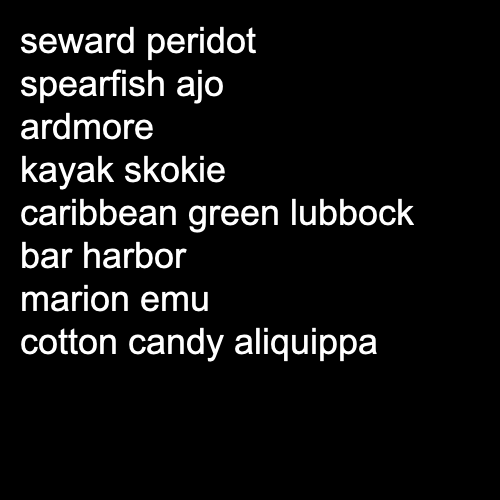 seward peridot
spearfish ajo
ardmore
kayak skokie
caribbean green lubbock
bar harbor
marion emu
cotton candy aliquippa